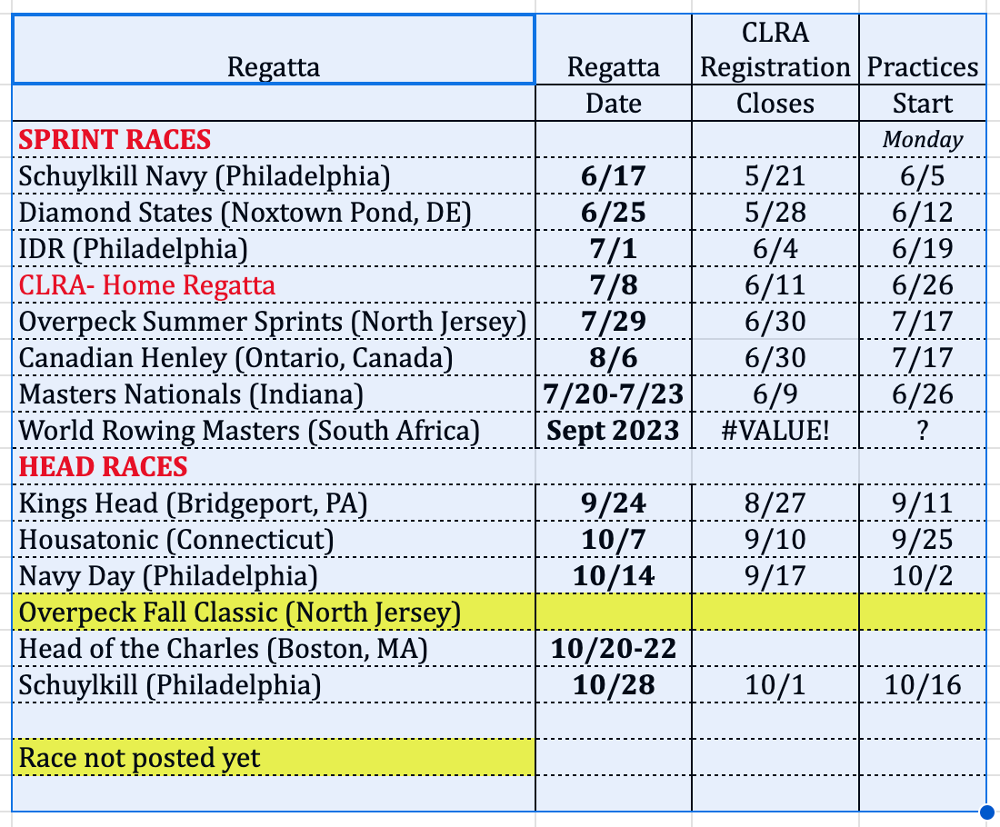 Regatta Regatta CLRA Registration Practices
Date Closes Start
SPRINT RACES Monday
Schuylkill Navy (Philadelphia) 6/17 5/21 6/5
Diamond States (Noxtown Pond, DE) 6/25 5/28 6/12
IDR (Philadelphia) 7/1 6/4 6/19
CLRA- Home Regatta 7/8 6/11 6/26
Overpeck Summer Sprints (North Jersey) 7/29 6/30 7/17
Canadian Henley (Ontario, Canada) 8/6 6/30 7/17
Masters Nationals (Indiana) 7/20-7/23 6/9 6/26
World Rowing Masters (South Africa) Sept 2023 #VALUE! ?
HEAD RACES
Kings Head (Bridgeport, PA) 9/24 8/27 9/11
Housatonic (Connecticut) 10/7 9/10 9/25
Navy Day (Philadelphia) 10/14 9/17 10/2
Overpeck Fall Classic (North Jersey)
Head of the Charles (Boston, MA) 10/20-22
Schuylkill (Philadelphia) 10/28 10/1 10/16
Race not posted yet